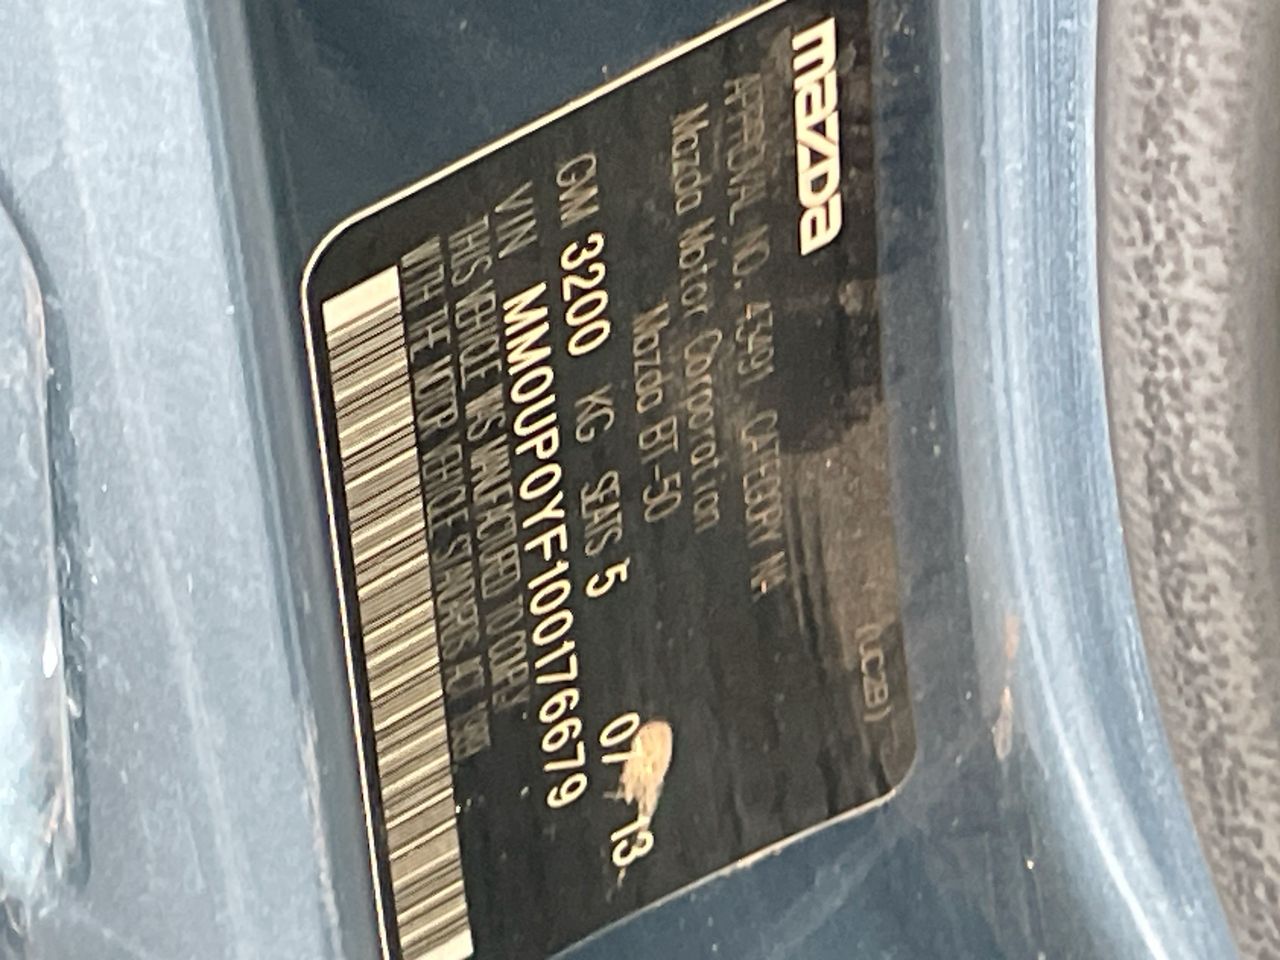 mazda
(UC2B)
APPROVAL NO. 43491 CATEGORY NA
Mazda Motor Corporation
Mazda BT-50
GVM 3200 KG SEATS 5 07 13
VIN MM0UP0YF100176679
THIS VEHICLE WAS MANUFACTURED TO COMPLY
WITH THE MOTOR VEHICLE STANDARDS ACT 1989